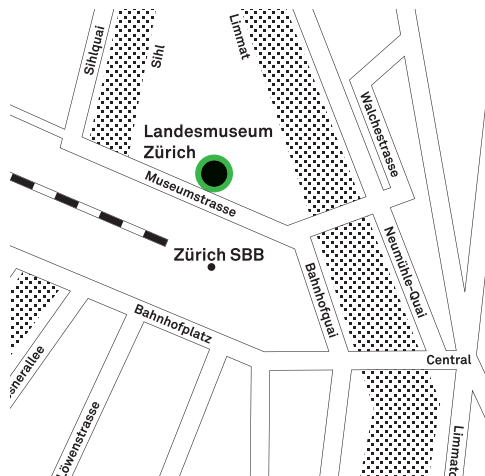 Sihlquai
Sihl
Limmat
Walchestrasse
Landesmuseum
Zürich
Museumstrasse
Zürich SBB
Neumühle-Quai
Bahnhofquai
Bahnhofplatz
Central
Löwenstrasse